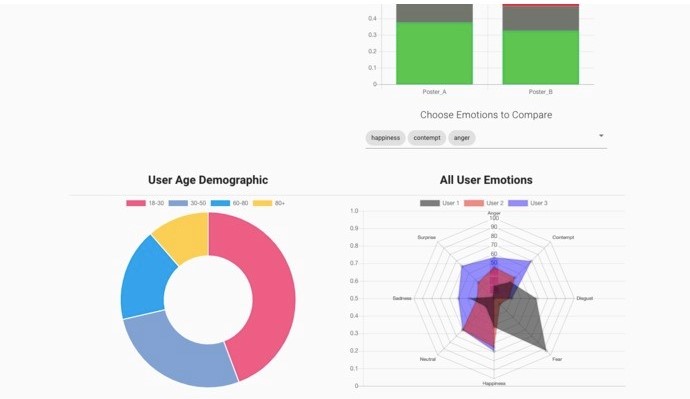 0.4
0.3
0.2
0.1
0
Poster_A Poster_B
Choose Emotions to Compare
happiness contempt anger
User Age Demographic
18-30 30-50 60-80 80+
All User Emotions
User 1 User 2 User 3
1.0
0.9
0.8
0.7
0.6
0.5
0.4
0.3
0.2
0.1
0
Anger
100
90
80
70
60
Surprise Contempt
Sadness Disgust
Neutral Fear
Happiness